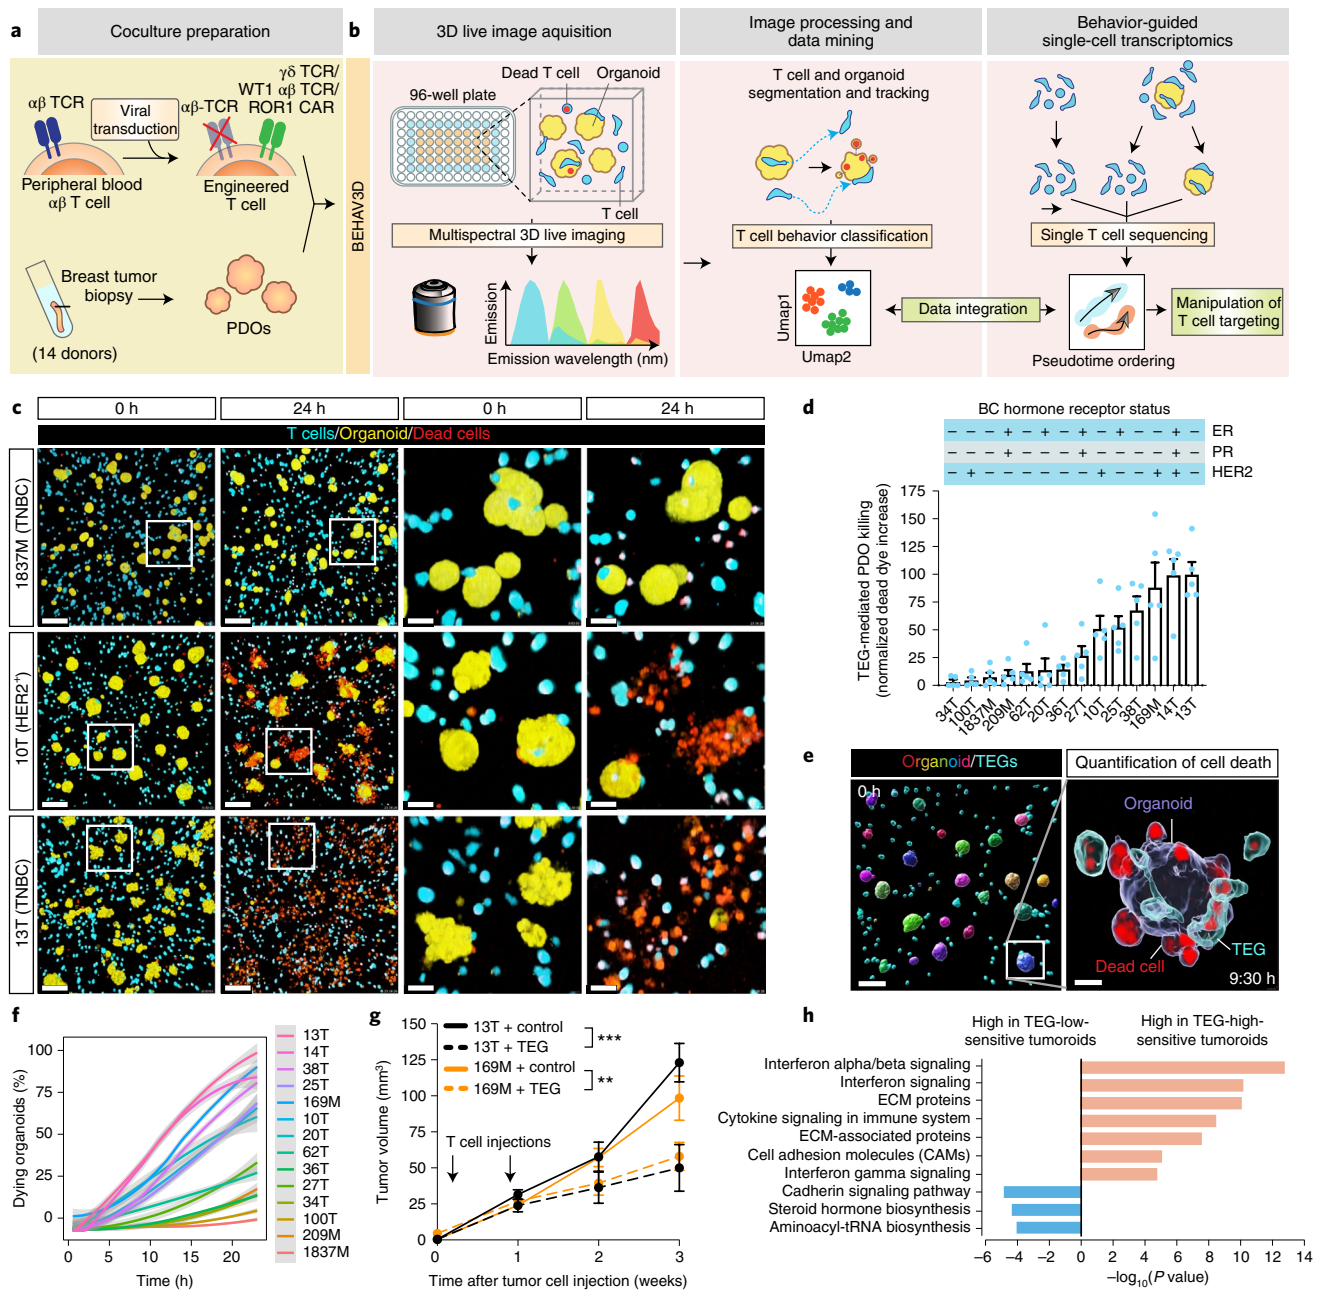 a
Coculture preparation
αβ TCR
Viral
transduction
αβ-TCR
γδ TCR/
WT1 αβ TCR/
ROR1 CAR
Peripheral blood
αβ T cell
Engineered
T cell
Breast tumor
biopsy
(14 donors)
PDOs
BEHAV3D
b
3D live image aquisition
96-well plate
Dead T cell
Organoid
T cell
Multispectral 3D live imaging
Emission
Emission wavelength (nm)
Image processing and
data mining
T cell and organoid
segmentation and tracking
T cell behavior classification
Umap1
Umap2
Data integration
Behavior-guided
single-cell transcriptomics
Single T cell sequencing
Pseudotime ordering
Manipulation of
T cell targeting
c
0 h
24 h
0 h
24 h
T cells/Organoid/Dead cells
1837M (TNBC)
10T (HER2+)
13T (TNBC)
d
BC hormone receptor status
– – – + – + – + – + – – + – ER
– – – + – – – + – – – – + – PR
– + – – – – – – + – – + + – HER2
TEG-mediated PDO killing
(normalized dead dye increase)
175
150
125
100
75
50
25
0
34T
100T
1837M
209M
62T
20T
36T
27T
10T
25T
38T
169M
14T
13T
e
Organoid/TEGs
0 h
Quantification of cell death
Organoid
TEG
Dead cell
9:30 h
f
Dying organoids (%)
100
75
50
25
0
0 5 10 15 20
Time (h)
13T
14T
38T
25T
169M
10T
20T
62T
36T
27T
34T
100T
209M
1837M
g
Tumor volume (mm3)
150
125
100
75
50
25
0
13T + control
13T + TEG
***
169M + control
169M + TEG
**
T cell injections
0 1 2 3
Time after tumor cell injection (weeks)
h
High in TEG-low-
sensitive tumoroids
High in TEG-high-
sensitive tumoroids
Interferon alpha/beta signaling
Interferon signaling
ECM proteins
Cytokine signaling in immune system
ECM-associated proteins
Cell adhesion molecules (CAMs)
Interferon gamma signaling
Cadherin signaling pathway
Steroid hormone biosynthesis
Aminoacyl-tRNA biosynthesis
–6 –4 –2 0 2 4 6 8 10 12 14
–log10(P value)